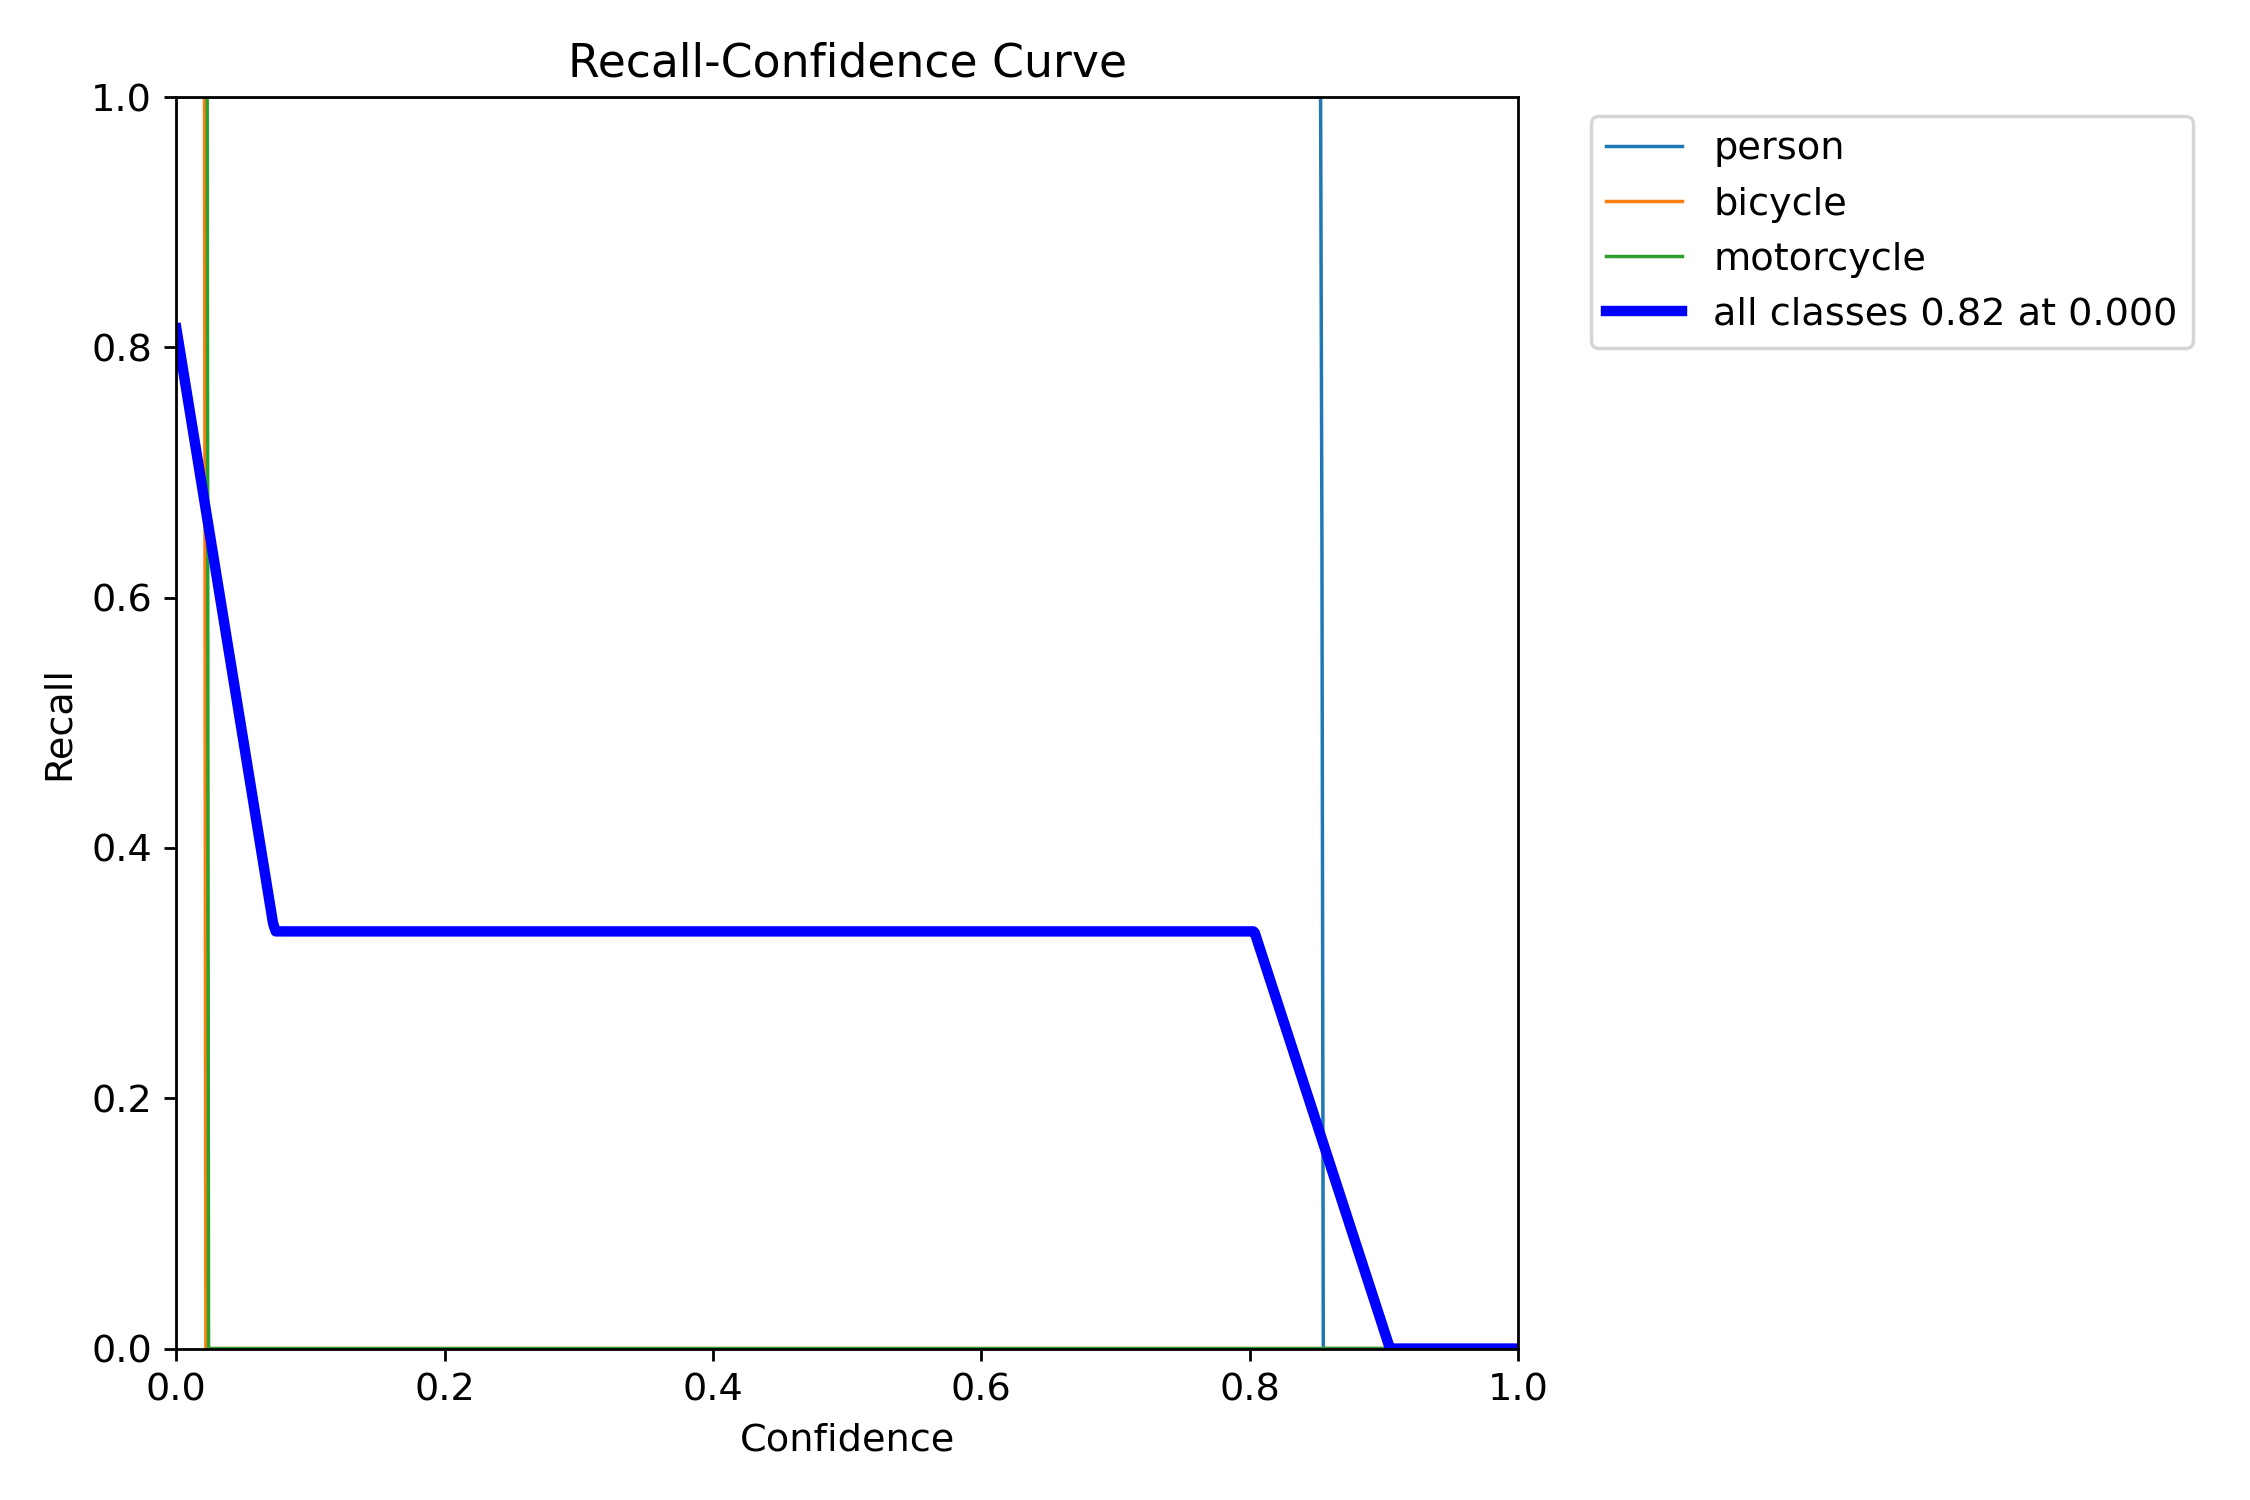 Recall-Confidence Curve
1.0
0.8
0.6
0.4
0.2
0.0
Recall
0.0 0.2 0.4 0.6 0.8 1.0
Confidence
person
bicycle
motorcycle
all classes 0.82 at 0.000